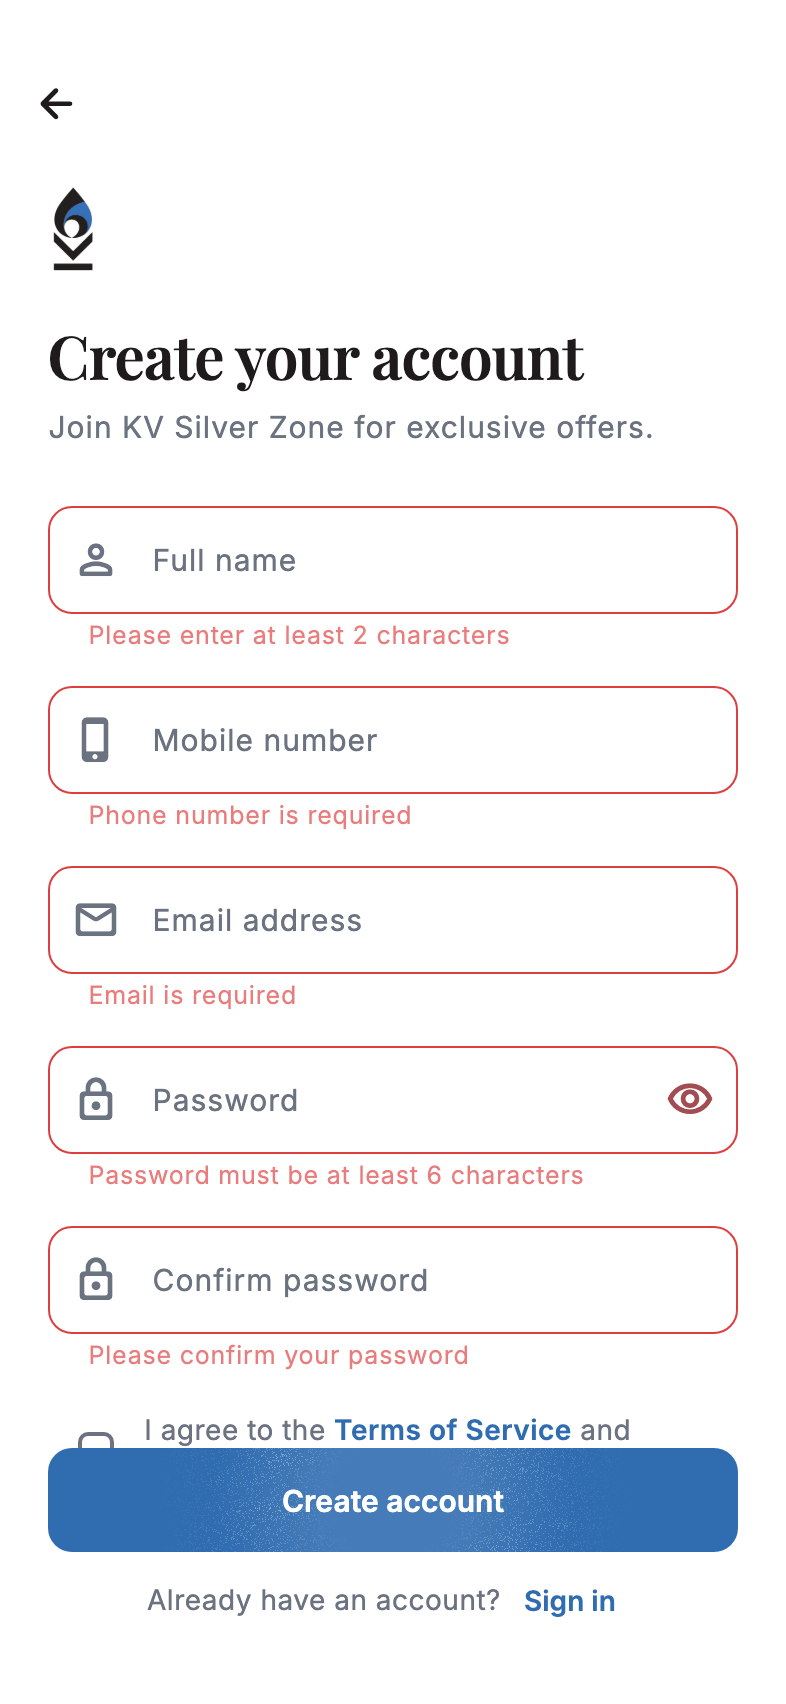 Create your account
Join KV Silver Zone for exclusive offers.
Full name
Please enter at least 2 characters
Mobile number
Phone number is required
Email address
Email is required
Password
Password must be at least 6 characters
Confirm password
Please confirm your password
I agree to the Terms of Service and
Create account
Already have an account? Sign in